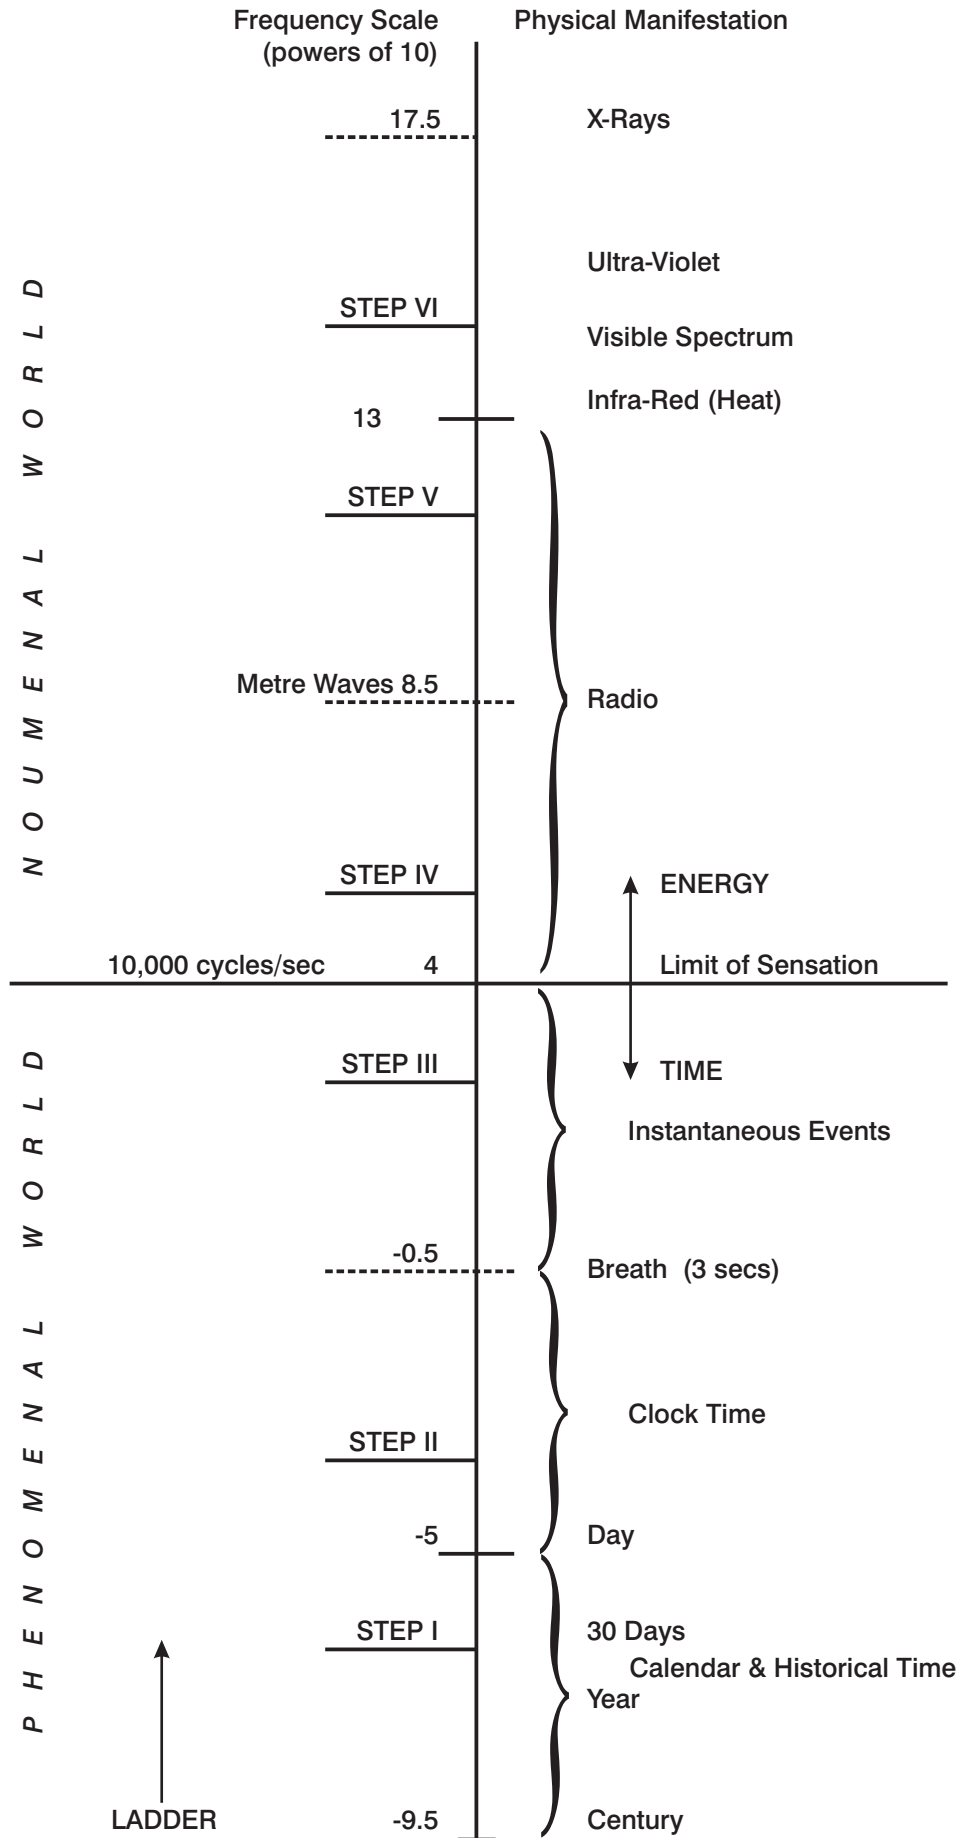 Frequency Scale
(powers of 10)
Physical Manifestation
17.5
X-Rays
Ultra-Violet
STEP VI
Visible Spectrum
Infra-Red (Heat)
13
STEP V
Metre Waves 8.5
Radio
STEP IV
ENERGY
10,000 cycles/sec 4
Limit of Sensation
STEP III
TIME
Instantaneous Events
-0.5
Breath (3 secs)
Clock Time
STEP II
-5
Day
STEP I
30 Days
Calendar & Historical Time
Year
LADDER
-9.5
Century
NOUMENAL WORLD
PHENOMENAL WORLD